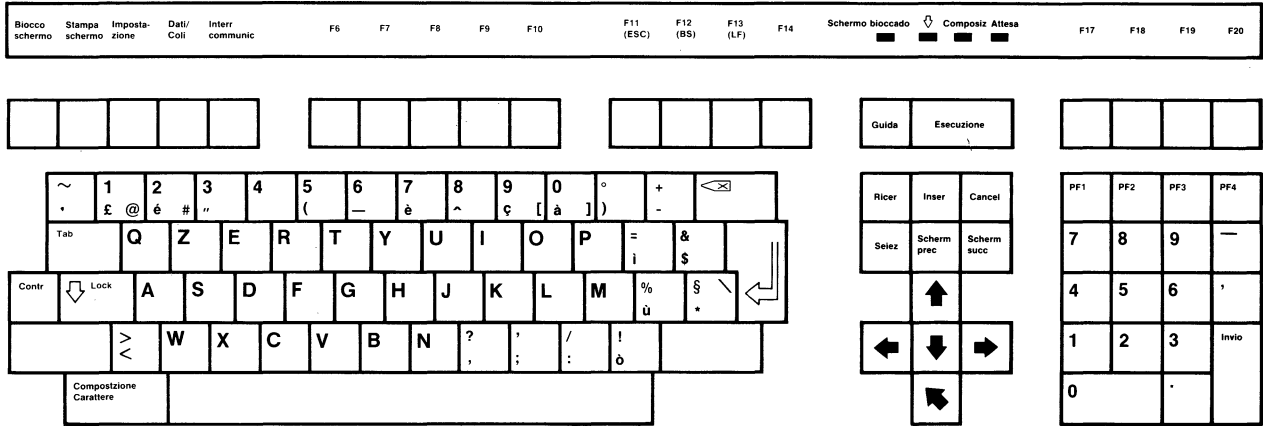 Biocco schermo Stampa schermo Imposta-zione Dati/Coli Interr communic F6 F7 F8 F9 F10 F11 (ESC) F12 (BS) F13 (LF) F14 Schermo bioccado Composiz Attesa F17 F18 F19 F20
Guida Esecuzione
~ 1 2 3 4 5 6 7 8 9 0 ° +
' £ @ é # " ( — è ^ ç [ à ] ) -
Ricer Inser Cancel PF1 PF2 PF3 PF4
Tab Q Z E R T Y U I O P = &
ì $
Seiez Scherm prec Scherm succ 7 8 9 —
Contr Lock A S D F G H J K L M % § \
ù *
4 5 6 ,
> W X C V B N ? ' / !
< , ; : ò
1 2 3 Invio
Compostzione
Carattere
0 .